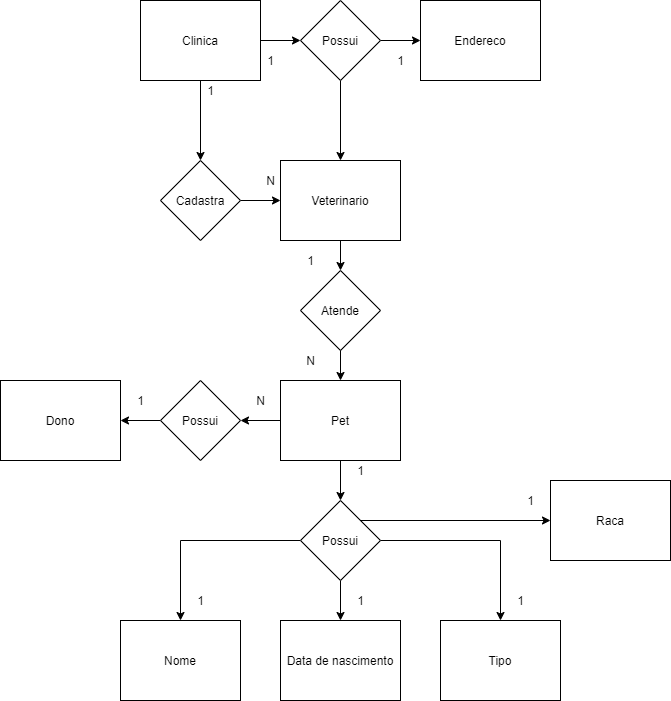 Clinica
Possui
Endereco
1
1
1
Cadastra
N
Veterinario
1
Atende
N
Dono
1
Possui
N
Pet
1
Possui
1
Raca
1
1
1
Nome
Data de nascimento
Tipo